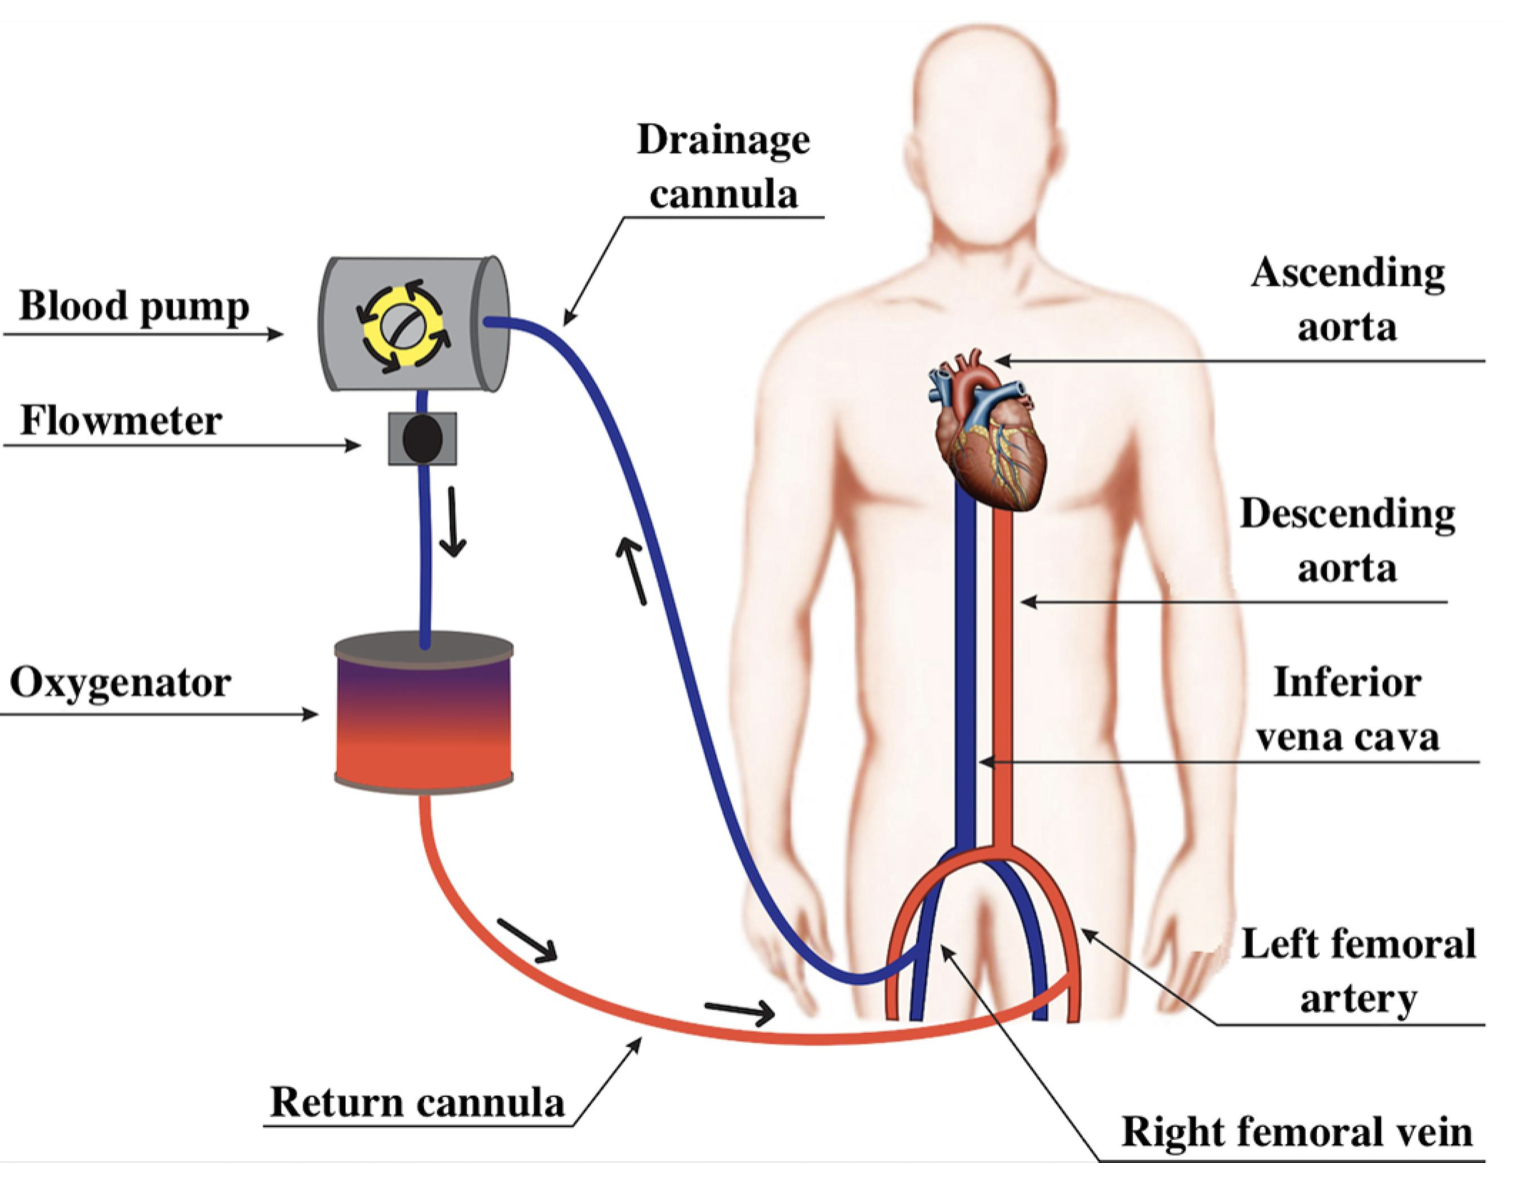 Drainage
cannula
Blood pump
Flowmeter
Oxygenator
Return cannula
Ascending
aorta
Descending
aorta
Inferior
vena cava
Left femoral
artery
Right femoral vein